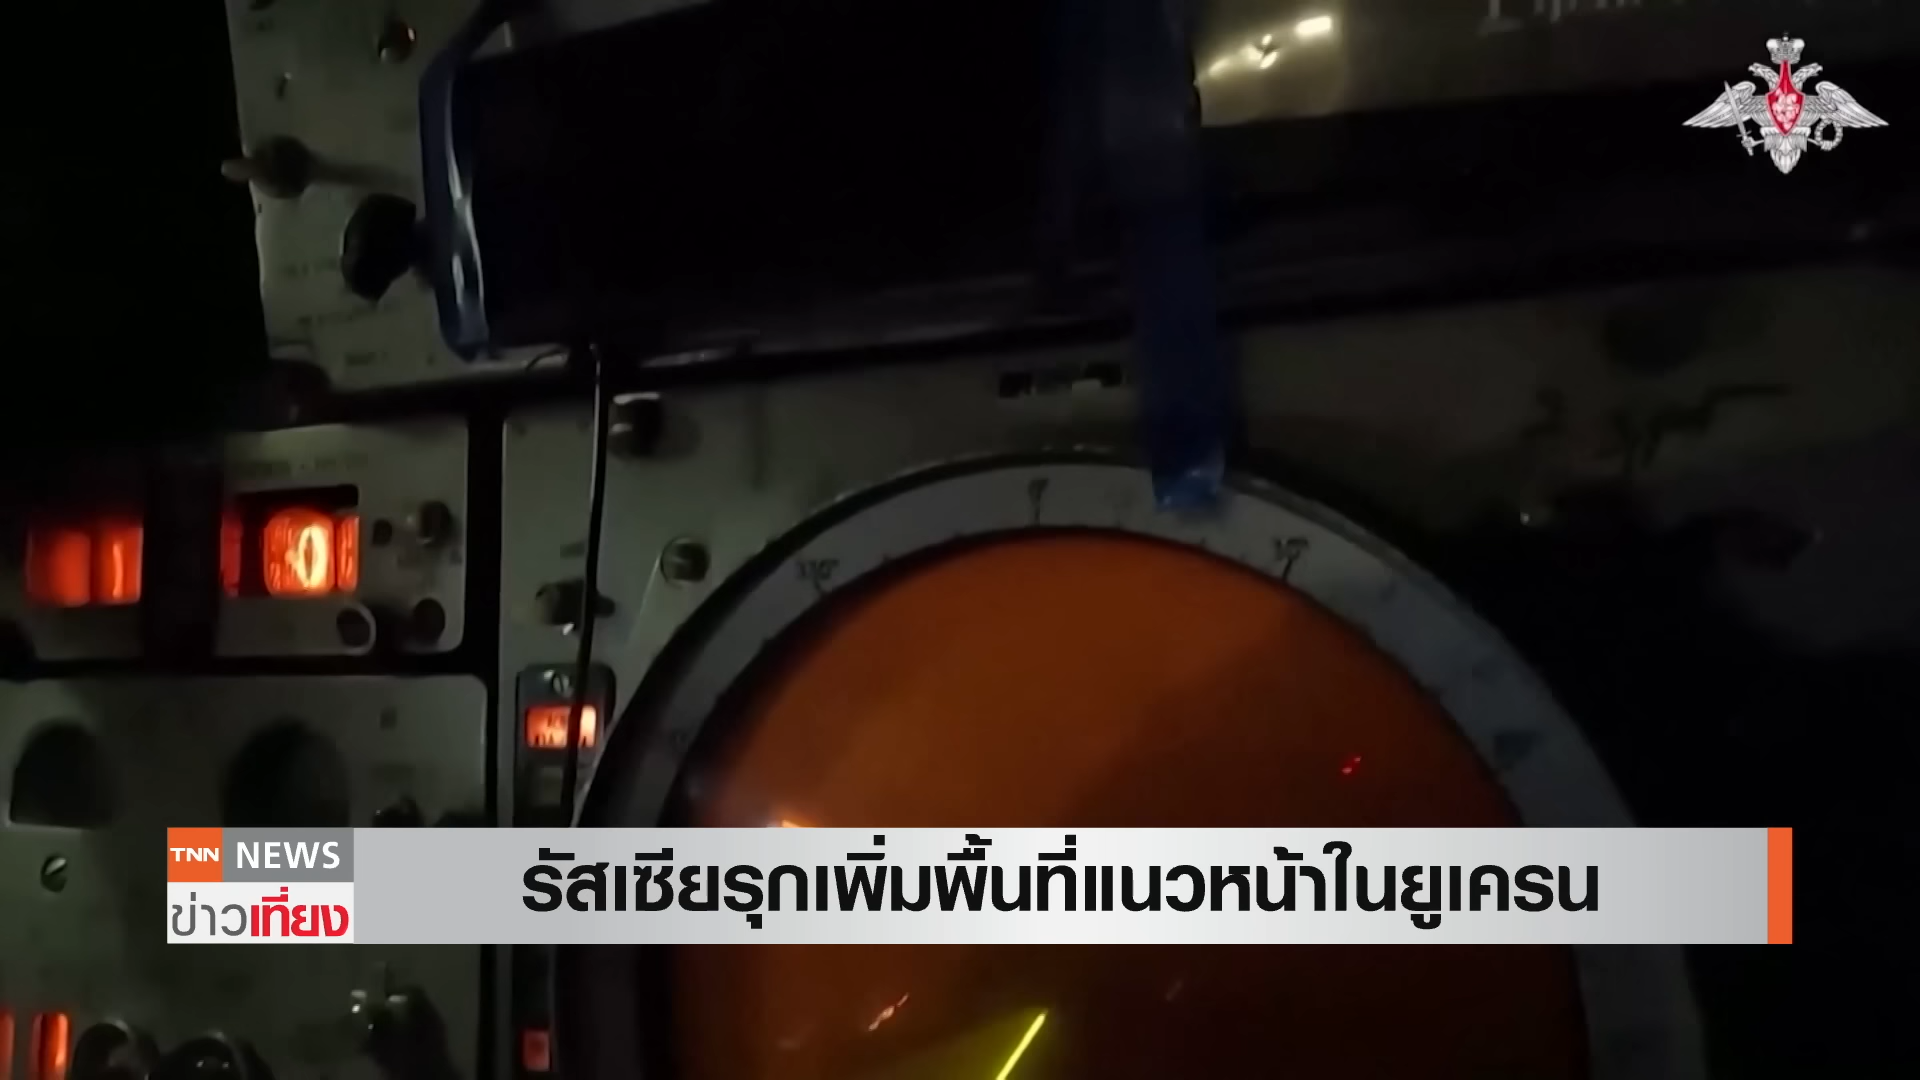 0
TNN NEWS
ข่าวเที่ยง
รัสเซียรุกเพิ่มพื้นที่แนวหน้าในยูเครน